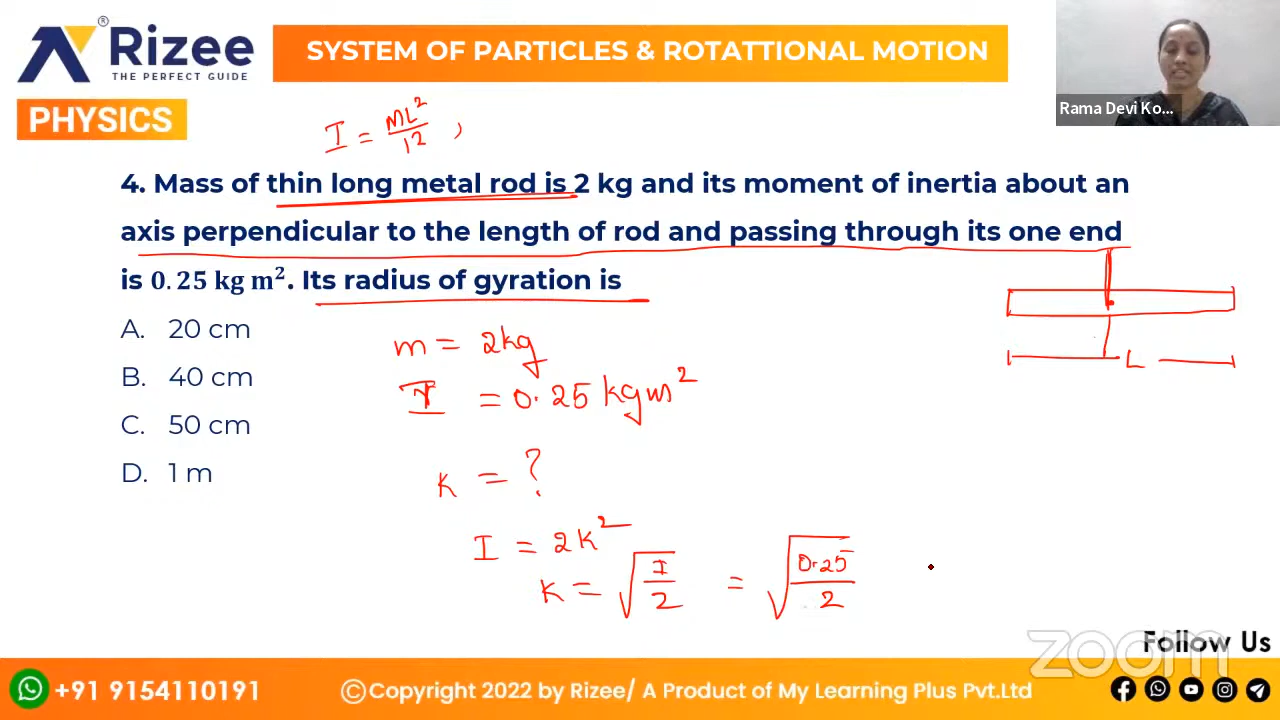 Rizee®
THE PERFECT GUIDE
SYSTEM OF PARTICLES & ROTATTIONAL MOTION
Rama Devi Ko...
PHYSICS
I = ML²/12 ,
4. Mass of thin long metal rod is 2 kg and its moment of inertia about an
axis perpendicular to the length of rod and passing through its one end
is 0.25 kg m². Its radius of gyration is
A. 20 cm
B. 40 cm
C. 50 cm
D. 1 m
L
m = 2kg
I = 0.25 kgm²
K = ?
I = 2K²
K = √(I/2) = √(0.25/2)
zoom
Follow Us
+91 9154110191
©Copyright 2022 by Rizee/ A Product of My Learning Plus Pvt.Ltd